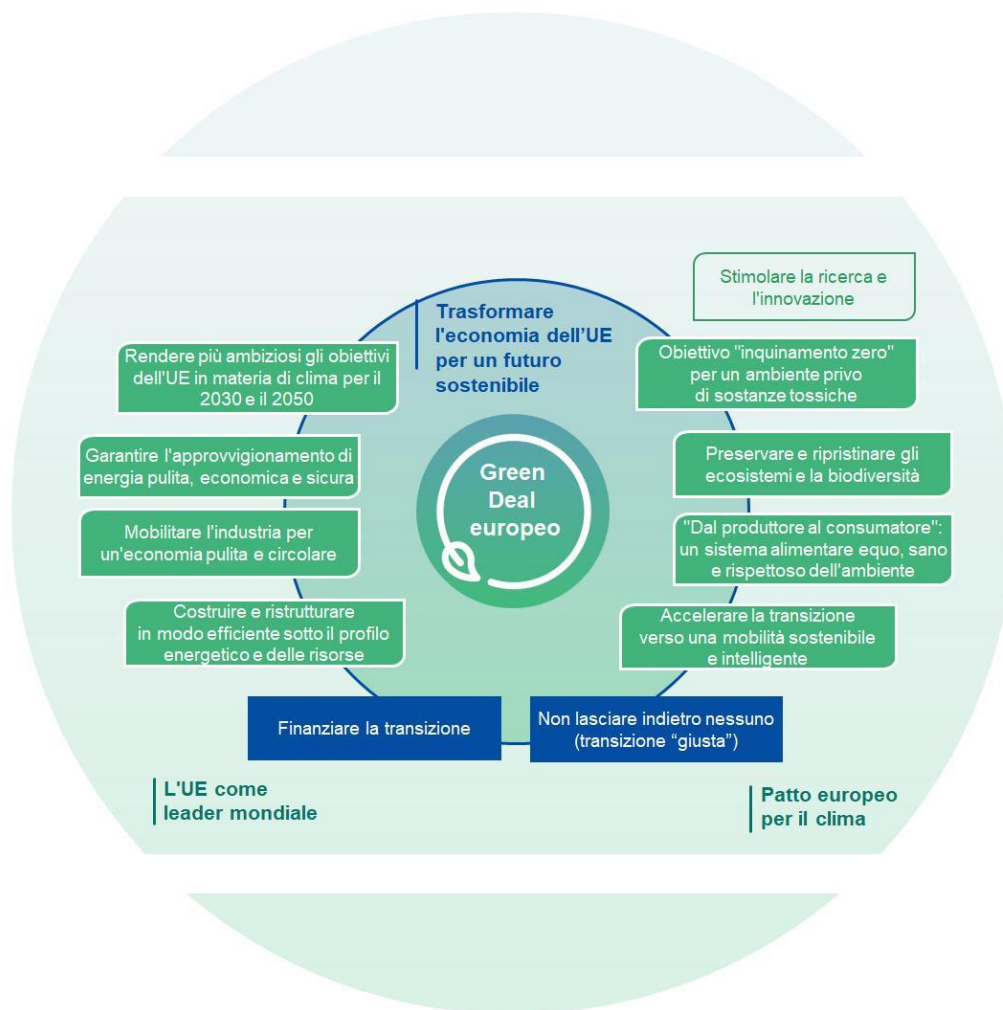 Stimolare la ricerca e
l'innovazione
Trasformare
l'economia dell'UE
per un futuro
sostenibile
Rendere più ambiziosi gli obiettivi
dell'UE in materia di clima per il
2030 e il 2050
Obiettivo "inquinamento zero"
per un ambiente privo
di sostanze tossiche
Garantire l'approvvigionamento di
energia pulita, economica e sicura
Green
Deal
europeo
Preservare e ripristinare gli
ecosistemi e la biodiversità
Mobilitare l'industria per
un'economia pulita e circolare
"Dal produttore al consumatore":
un sistema alimentare equo, sano
e rispettoso dell'ambiente
Costruire e ristrutturare
in modo efficiente sotto il profilo
energetico e delle risorse
Accelerare la transizione
verso una mobilità sostenibile
e intelligente
Finanziare la transizione
Non lasciare indietro nessuno
(transizione “giusta”)
L'UE come
leader mondiale
Patto europeo
per il clima